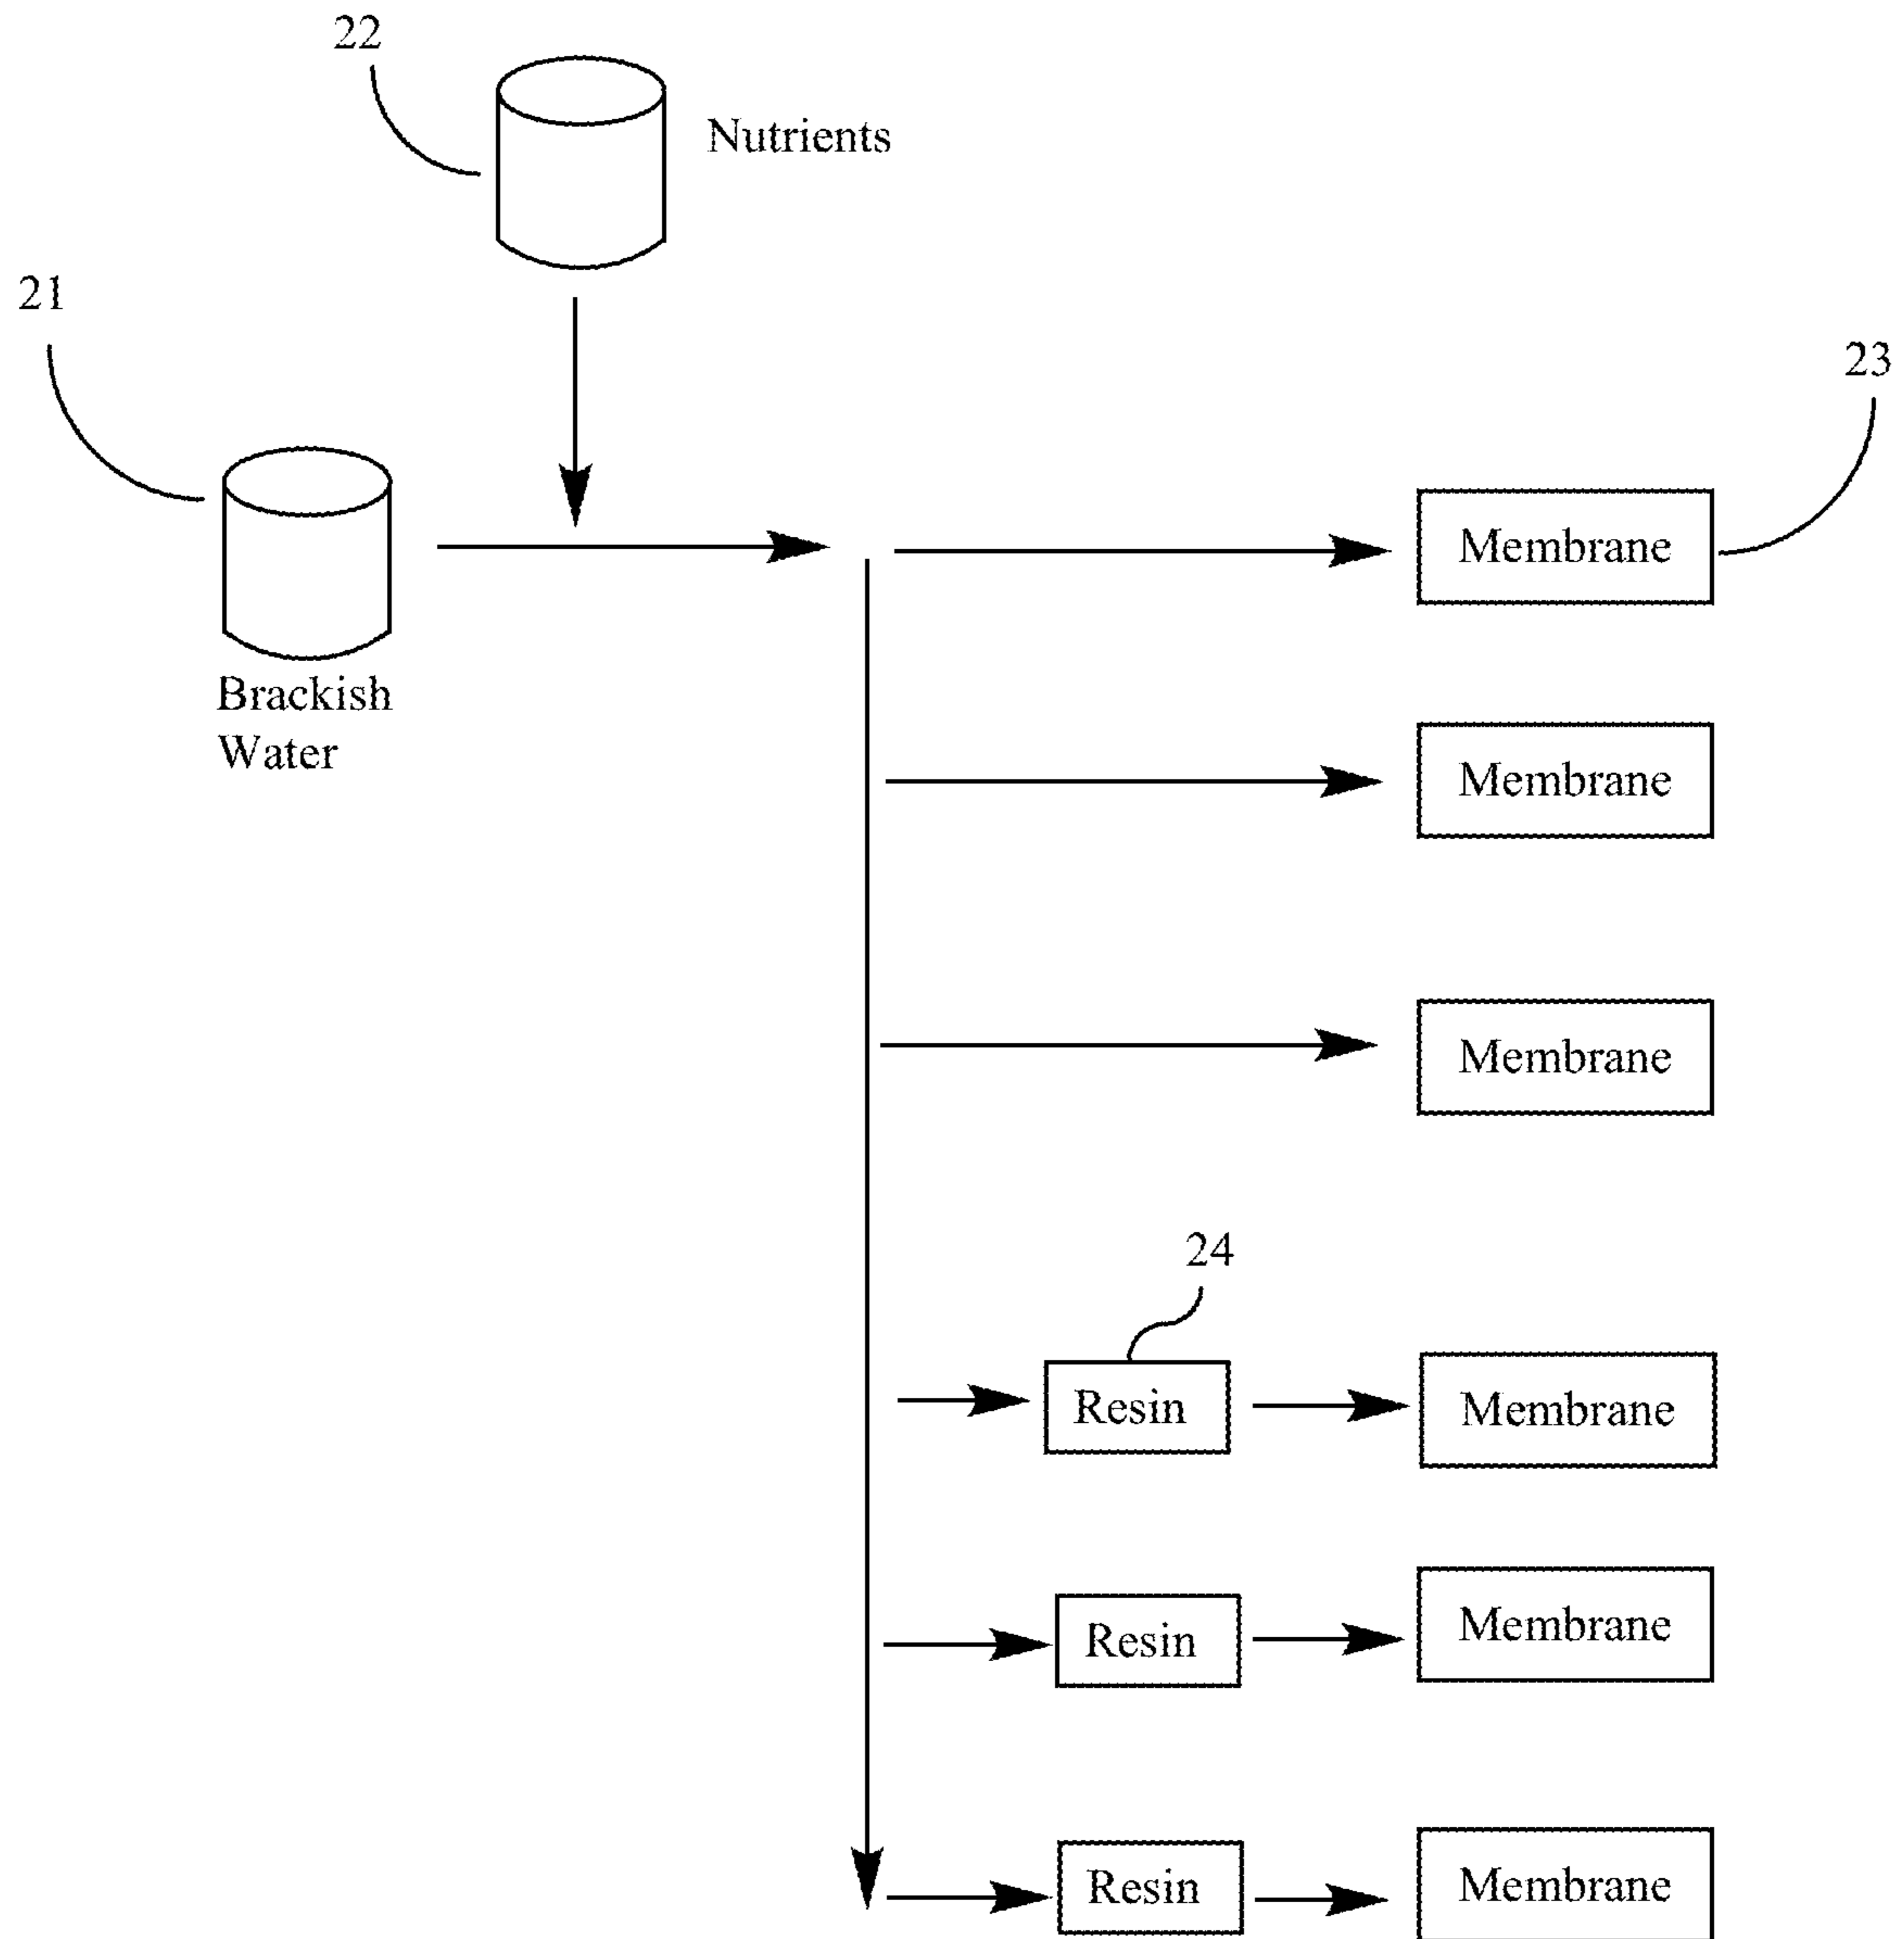 22
Nutrients
21
23
Membrane
Brackish
Water
Membrane
Membrane
24
Resin
Membrane
Resin
Membrane
Resin
Membrane